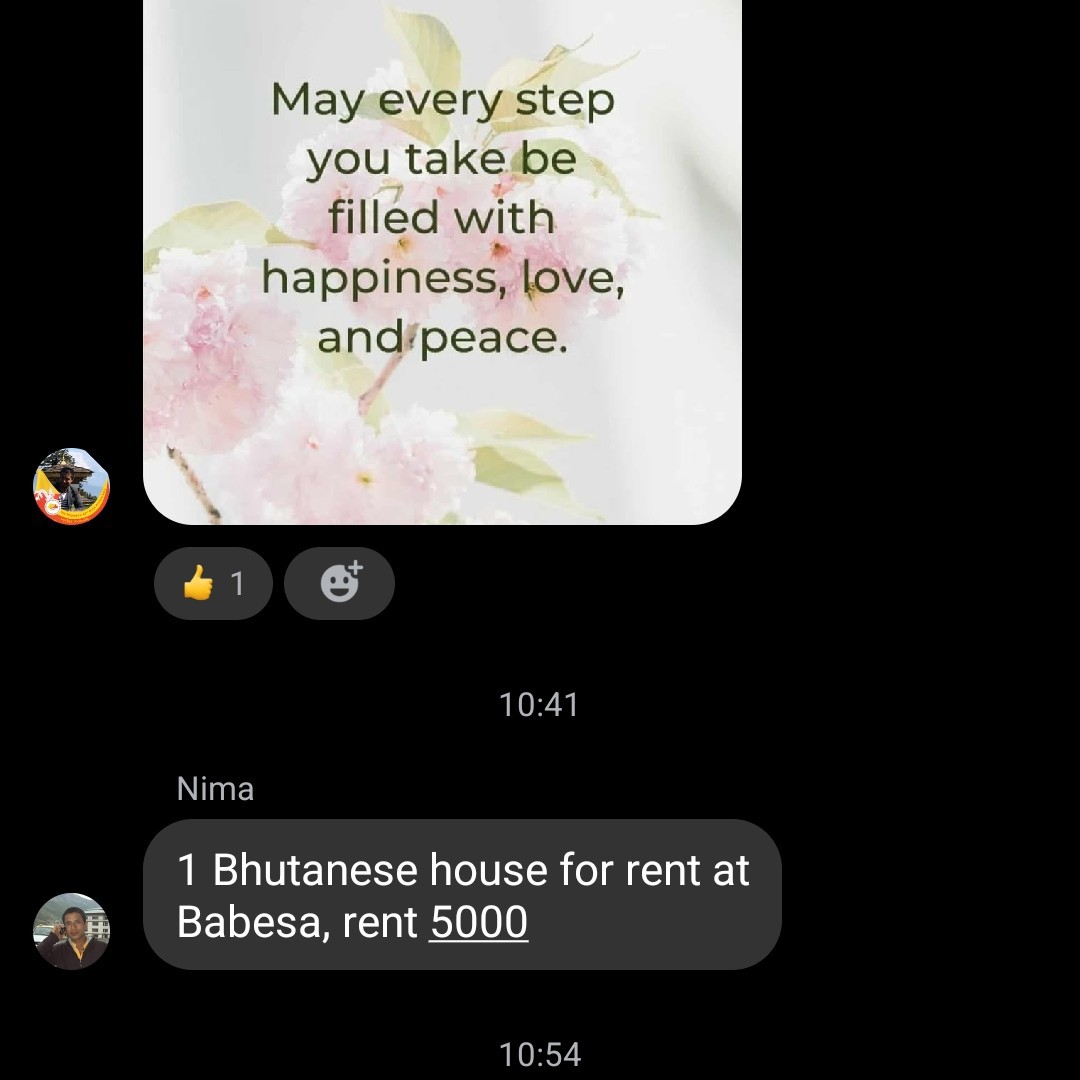 May every step
you take be
filled with
happiness, love,
and peace.
1
10:41
Nima
1 Bhutanese house for rent at
Babesa, rent 5000
10:54